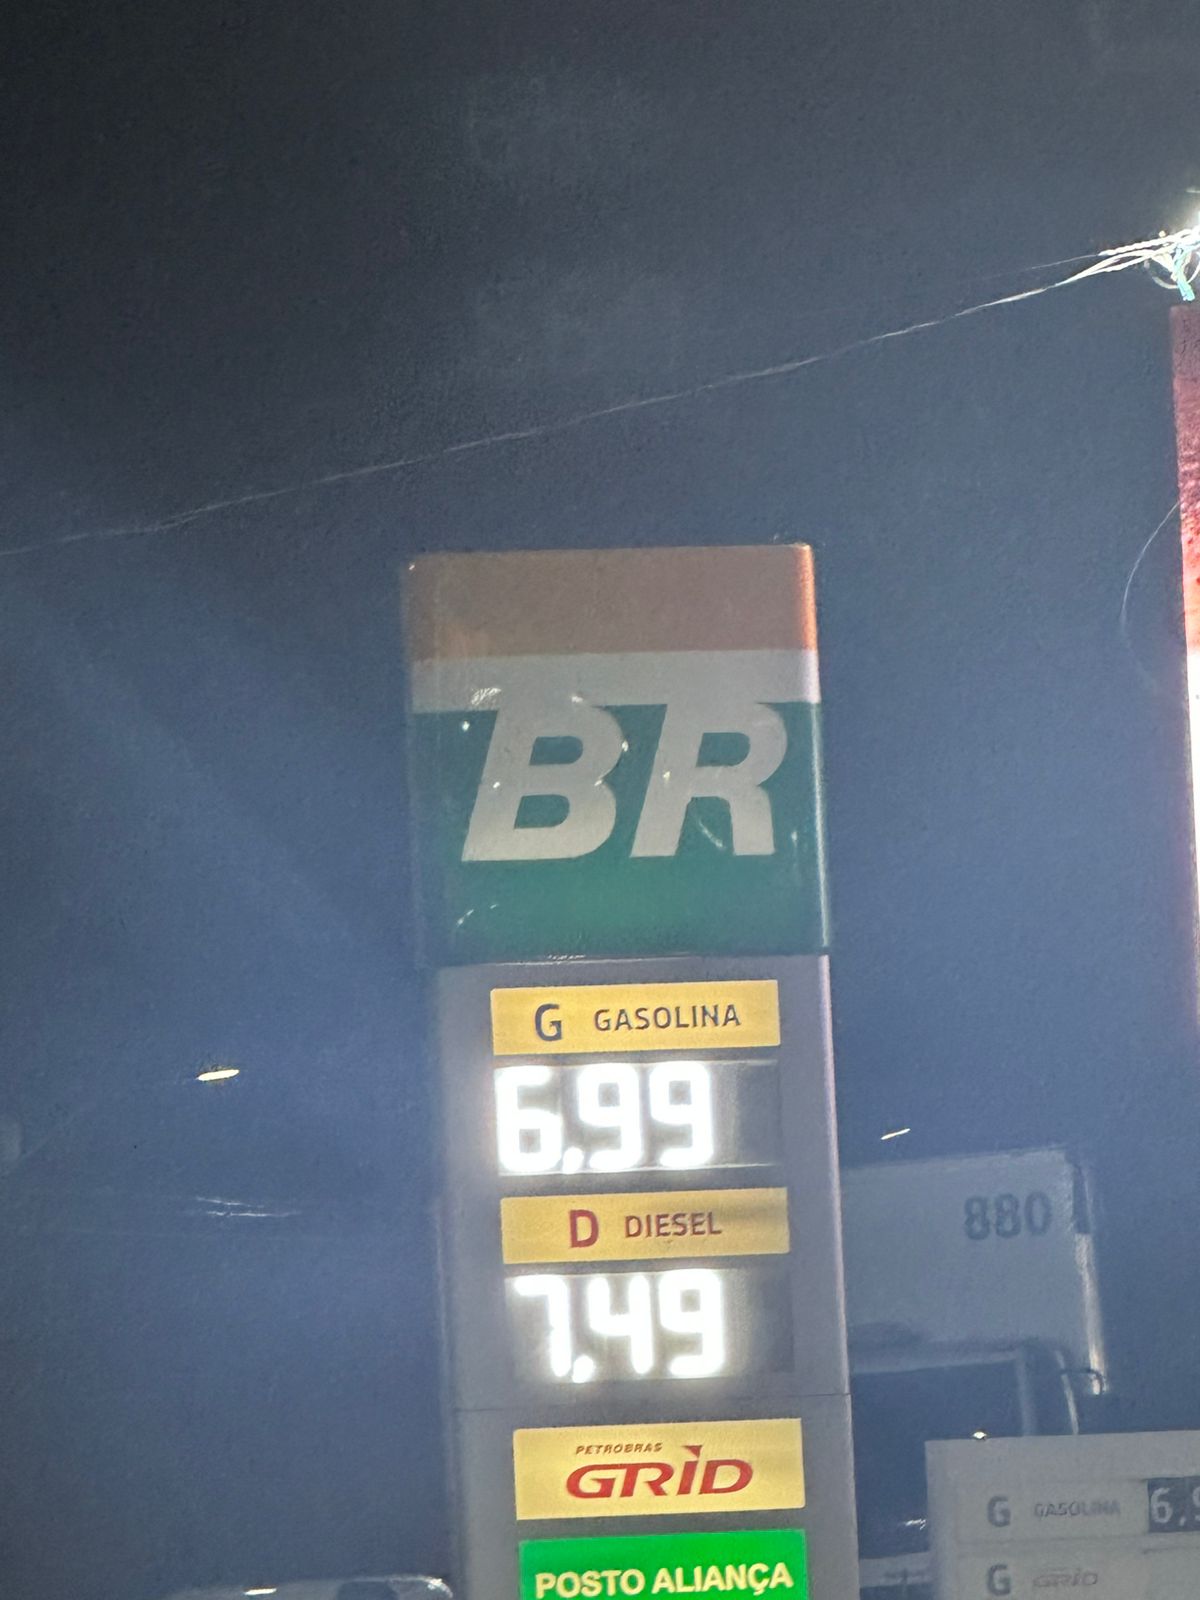 BR
G GASOLINA
6,99
D DIESEL
7,49
880
PETROBRAS
GRID
G GASOLINA
G GRID
POSTO ALIANÇA